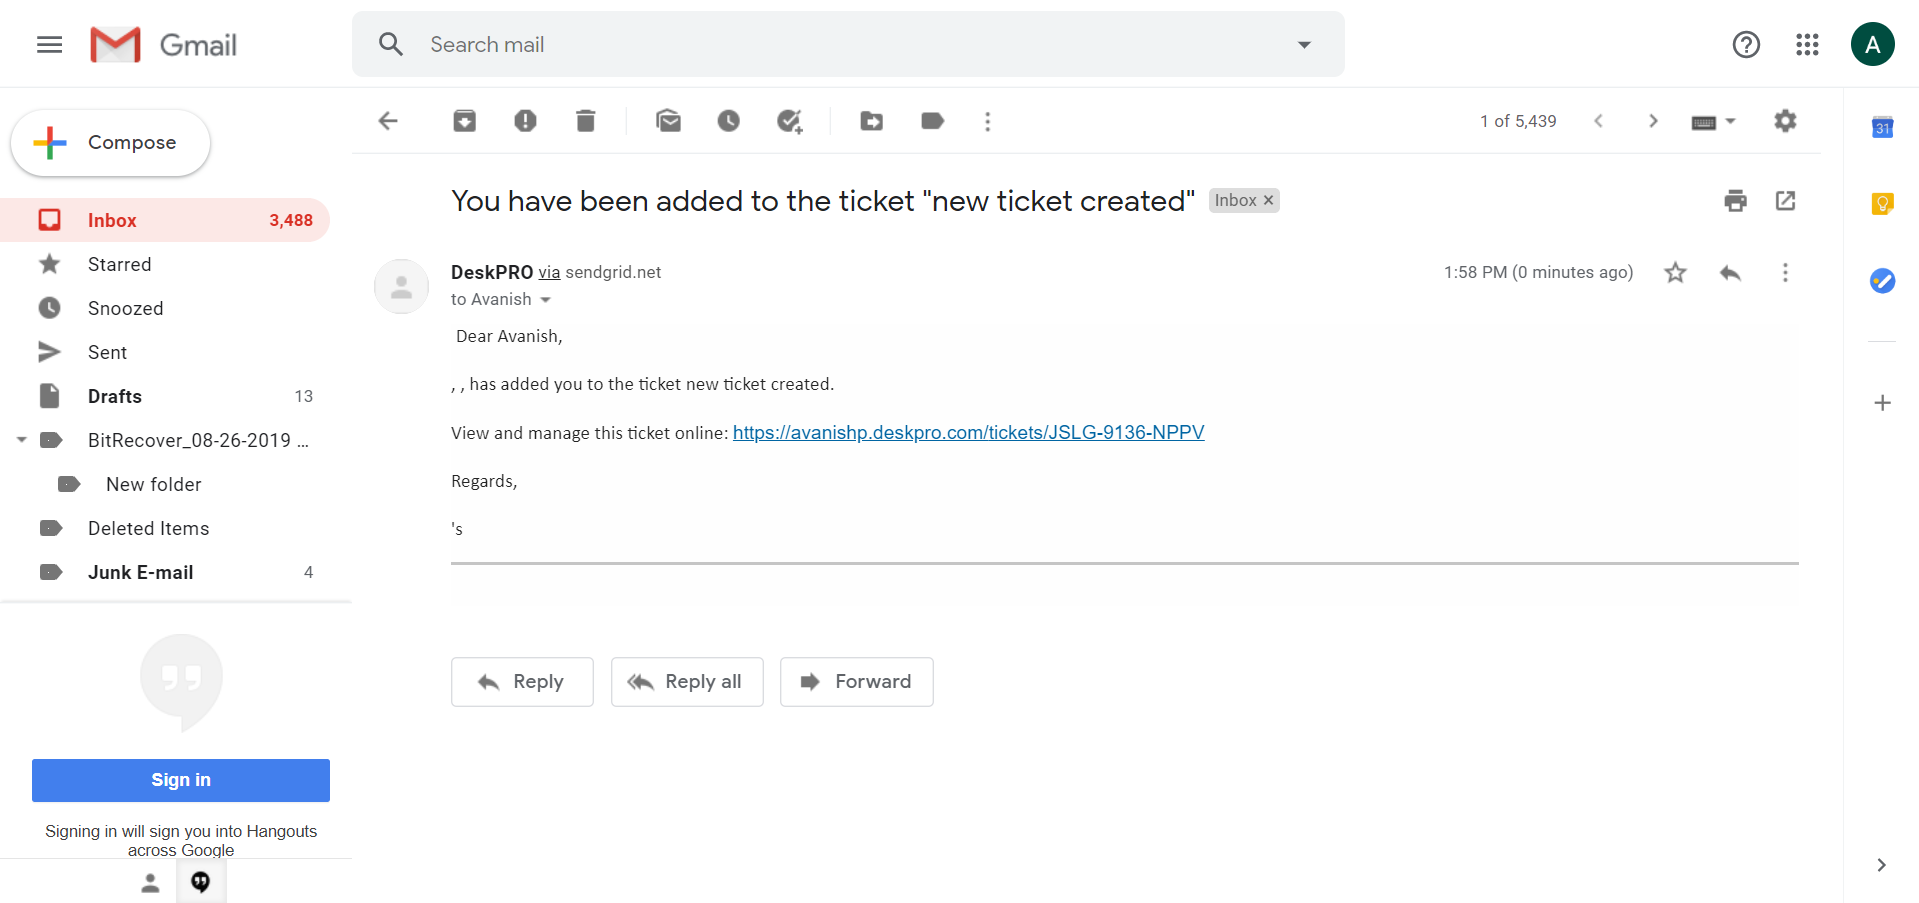 Gmail
Search mail
A
Compose
1 of 5,439
31
Inbox 3,488
Starred
Snoozed
Sent
Drafts 13
BitRecover_08-26-2019 ...
New folder
Deleted Items
Junk E-mail 4
You have been added to the ticket "new ticket created" Inbox ×
DeskPRO via sendgrid.net
1:58 PM (0 minutes ago)
to Avanish
Dear Avanish,
, , has added you to the ticket new ticket created.
View and manage this ticket online: https://avanishp.deskpro.com/tickets/JSLG-9136-NPPV
Regards,
's
Reply Reply all Forward
Sign in
Signing in will sign you into Hangouts
across Google